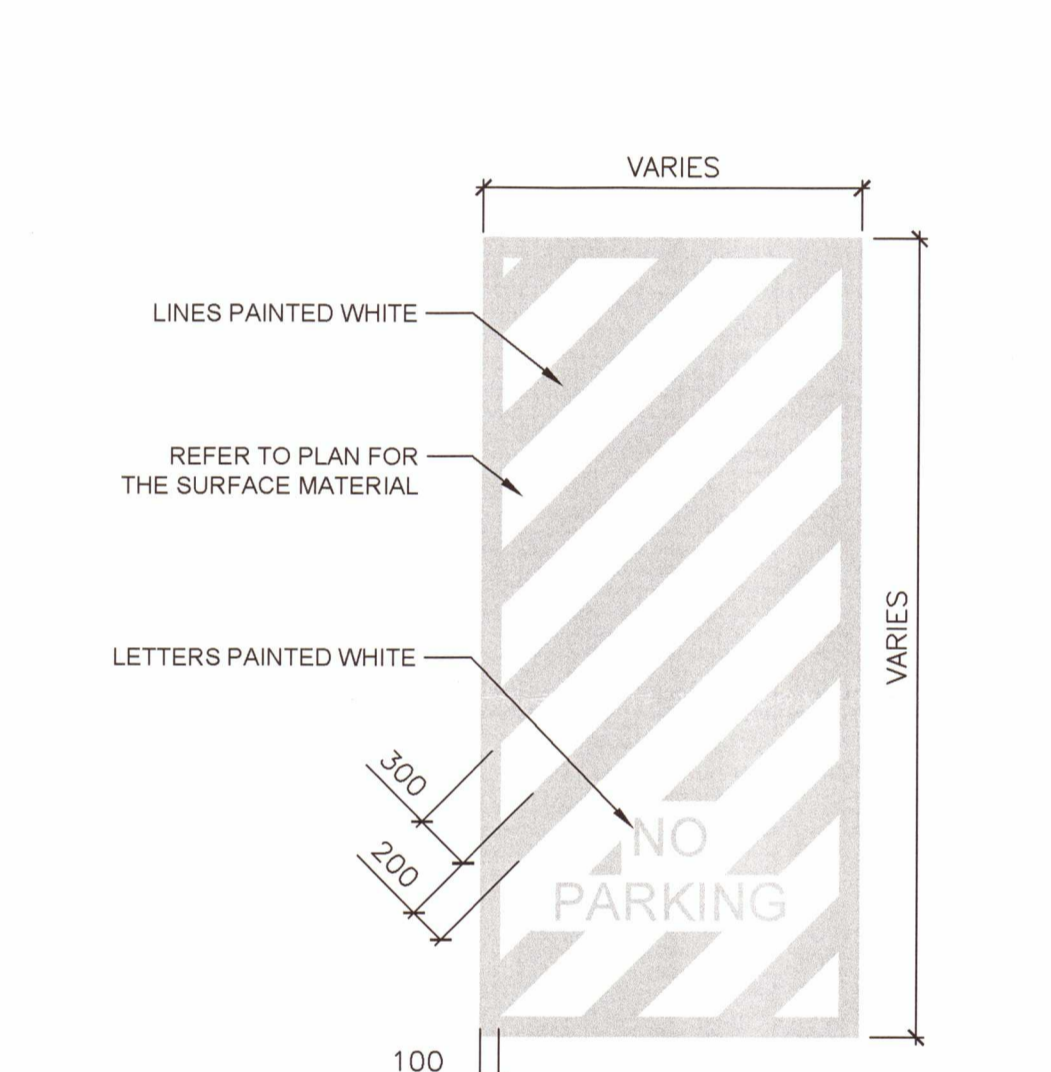 VARIES
LINES PAINTED WHITE
REFER TO PLAN FOR
THE SURFACE MATERIAL
VARIES
LETTERS PAINTED WHITE
300
NO
200
PARKING
100